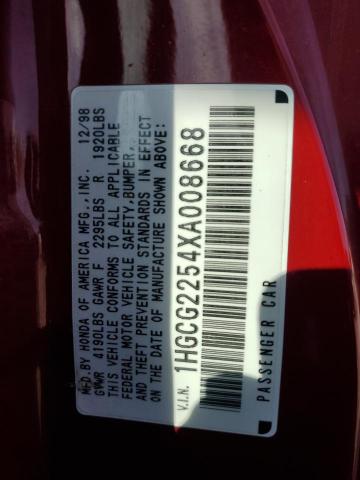 MFD.BY HONDA OF AMERICA MFG.,INC. 12/98
GVWR 4190LBS GAWR F 2295LBS R 1920LBS
THIS VEHICLE CONFORMS TO ALL APPLICABLE
FEDERAL MOTOR VEHICLE SAFETY,BUMPER,
AND THEFT PREVENTION STANDARDS IN EFFECT
ON THE DATE OF MANUFACTURE SHOWN ABOVE:
V.I.N. 1HGCG2254XA008668
PASSENGER CAR